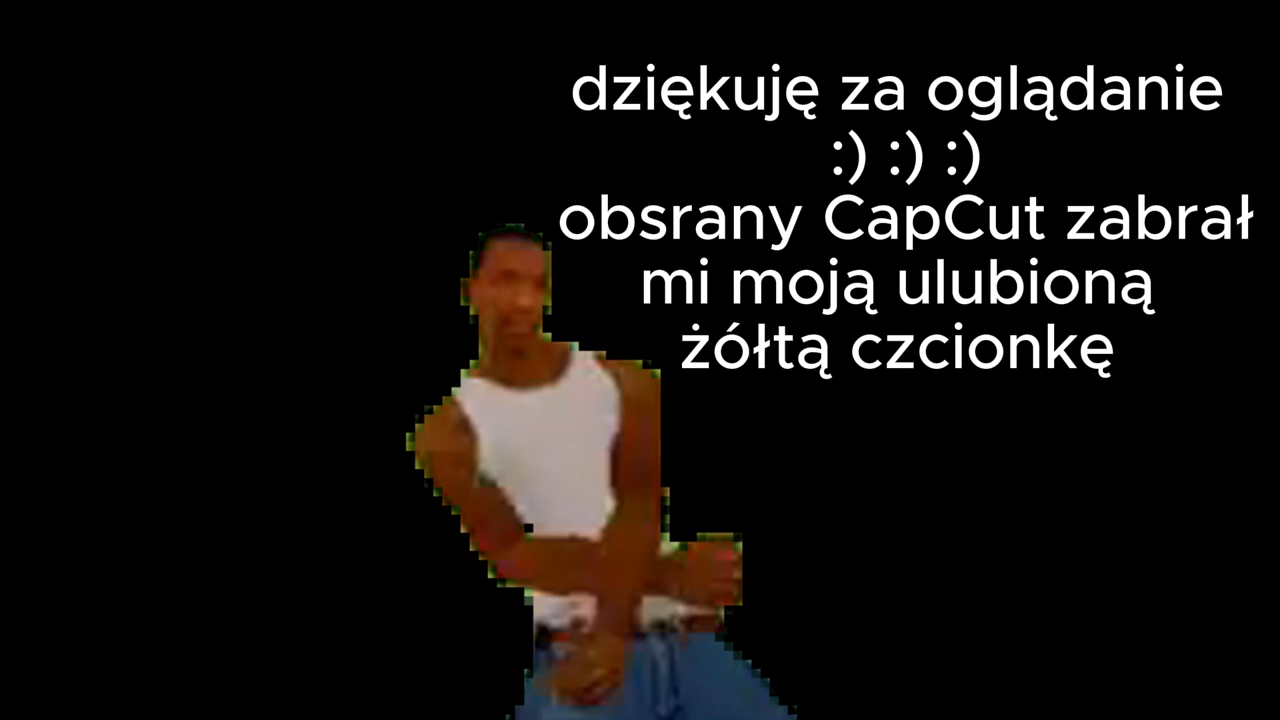 dziękuję za oglądanie
:) :) :)
obsrany CapCut zabrał
mi moją ulubioną
żółtą czcionkę